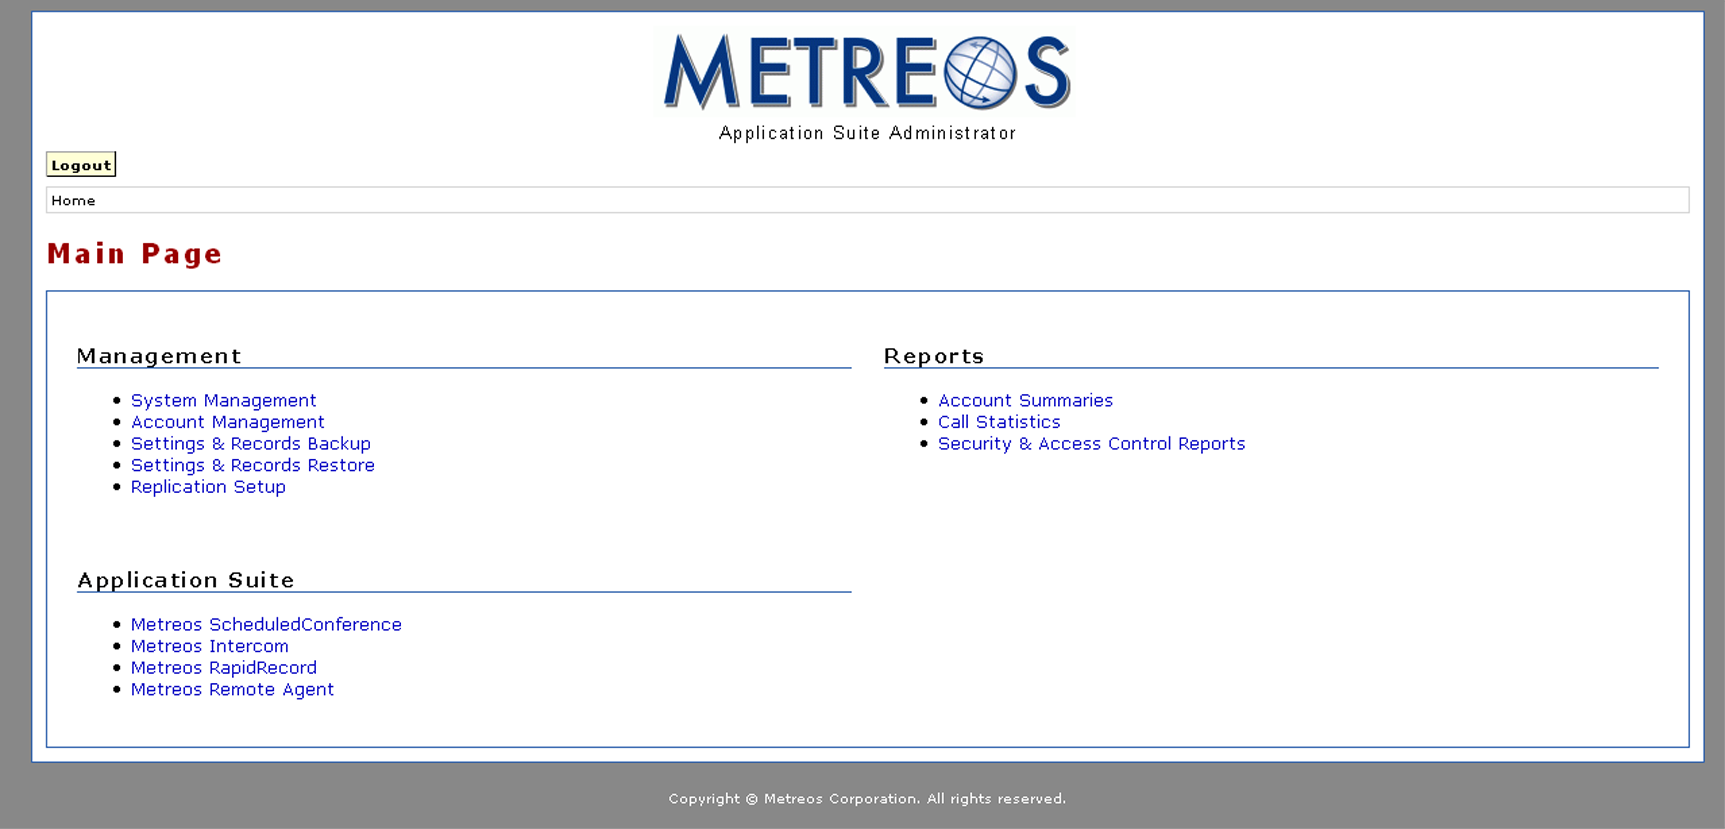 METREOS
Application Suite Administrator
Logout
Home
Main Page
Management
System Management
Account Management
Settings & Records Backup
Settings & Records Restore
Replication Setup
Reports
Account Summaries
Call Statistics
Security & Access Control Reports
Application Suite
Metreos ScheduledConference
Metreos Intercom
Metreos RapidRecord
Metreos Remote Agent
Copyright © Metreos Corporation. All rights reserved.